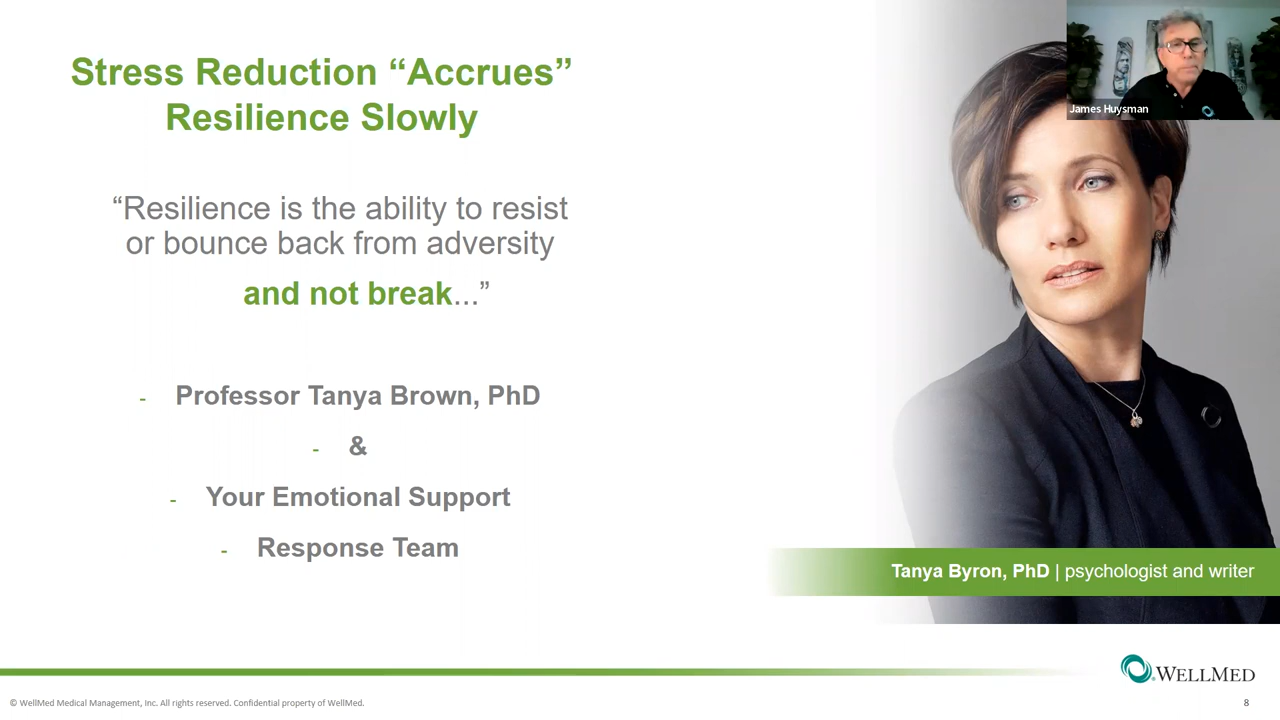 Stress Reduction “Accrues”
Resilience Slowly
“Resilience is the ability to resist
or bounce back from adversity
and not break...”
- Professor Tanya Brown, PhD
- &
- Your Emotional Support
- Response Team
James Huysman
Tanya Byron, PhD | psychologist and writer
WELLMED
© WellMed Medical Management, Inc. All rights reserved. Confidential property of WellMed.
8